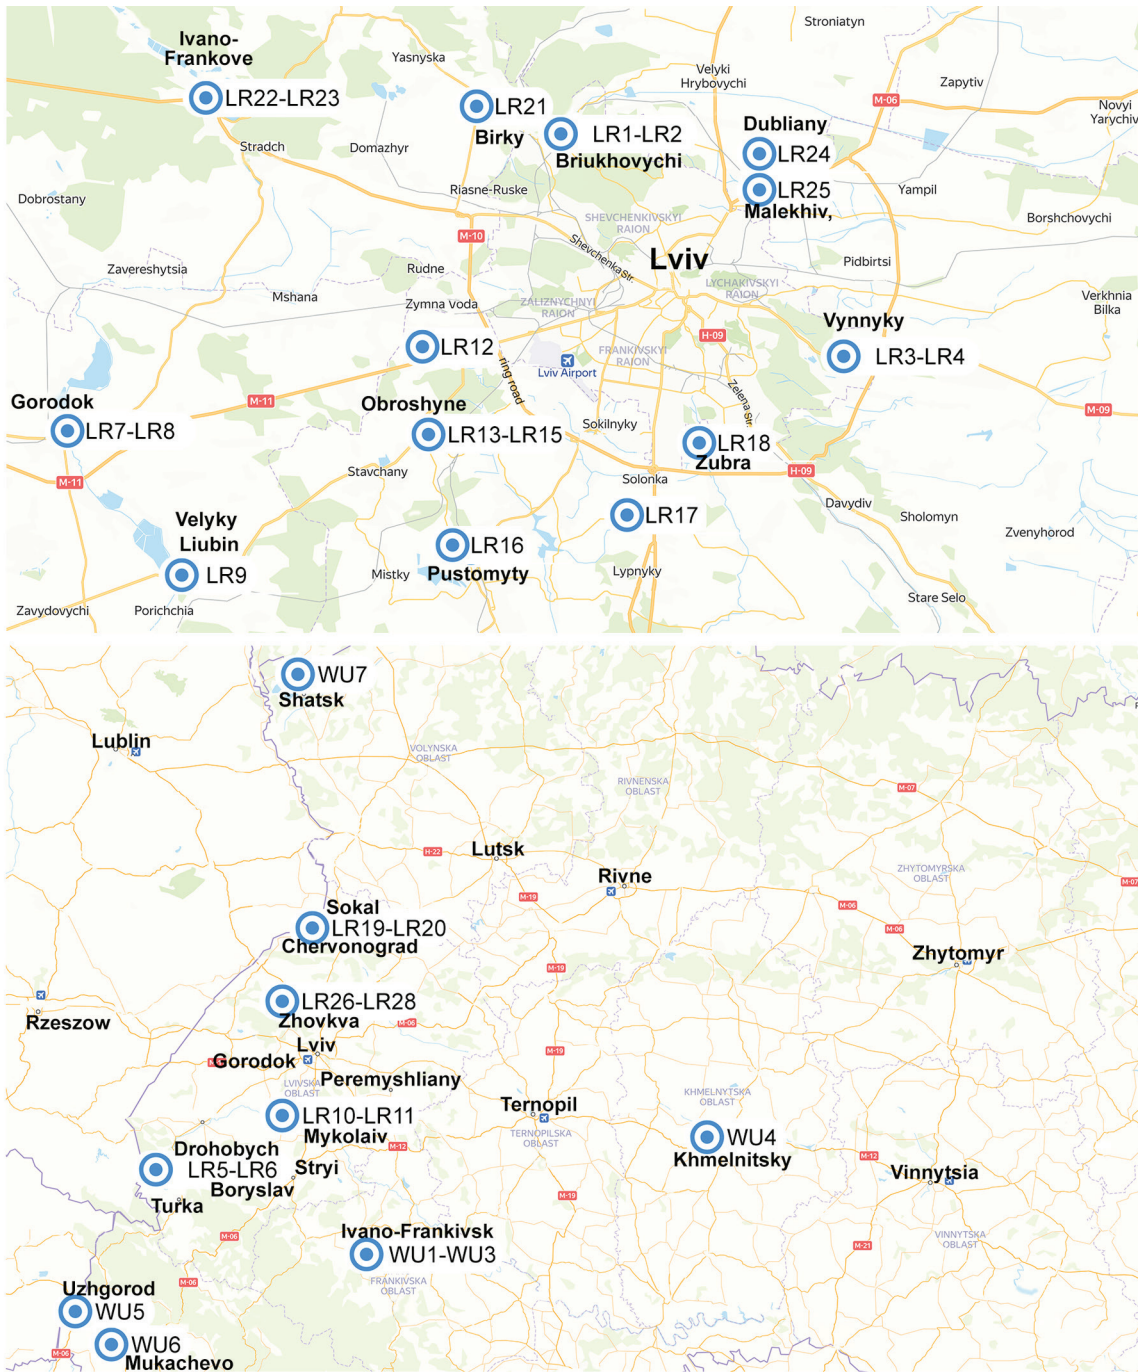 Ivano-
Frankove
LR22-LR23
Yasnyska
LR21
Birky
LR1-LR2
Briukhovychi
Stroniatyn
Velyki
Hrybovychi
Zapytiv
M-06
Novyi
Yarychiv
Dubliany
LR24
LR25
Malekhiv,
Yampil
Borshchovychi
Stradch
Domazhyr
Riasne-Ruske
Dobrostany
SHEVCHENKIVSKYI
RAION
M-10
Shevchenka Str.
Lviv
Zavereshytsia
Rudne
Pidbirtsi
LYCHAKIVSKYI
RAION
Mshana
Zymna voda
ZALIZNYCHNYI
RAION
Verkhnia
Bilka
Vynnyky
LR3-LR4
H-09
LR12
ring road
FRANKIVSKYI
RAION
Lviv Airport
Zelena Str.
Gorodok
LR7-LR8
M-11
Obroshyne
LR13-LR15
Sokilnyky
M-09
LR18
Zubra
Stavchany
M-11
Solonka
H-09
Davydiv
Sholomyn
Zvenyhorod
Velyky
Liubin
LR9
LR17
LR16
Pustomyty
Mistky
Lypnyky
Zavydovychi
Porichchia
Stare Selo
WU7
Shatsk
Lublin
VOLYNSKA
OBLAST
RIVNENSKA
OBLAST
M-07
H-22
Lutsk
Rivne
ZHYTOMYRSKA
OBLAST
M-07
M-19
M-06
M-06
Sokal
LR19-LR20
Chervonograd
Zhytomyr
M-19
LR26-LR28
Zhovkva
M-06
Rzeszow
Lviv
Gorodok
M-19
LVIVSKA
OBLAST
Peremyshliany
KHMELNYTSKA
OBLAST
LR10-LR11
Mykolaiv
Ternopil
TERNOPILSKA
OBLAST
WU4
Khmelnitsky
M-12
M-12
Drohobych
LR5-LR6
Boryslav
Stryi
Vinnytsia
Turka
M-19
M-06
Ivano-Frankivsk
WU1-WU3
M-21
VINNYTSKA
OBLAST
M-06
FRANKIVSKA
OBLAST
Uzhgorod
WU5
WU6
Mukachevo
M-06